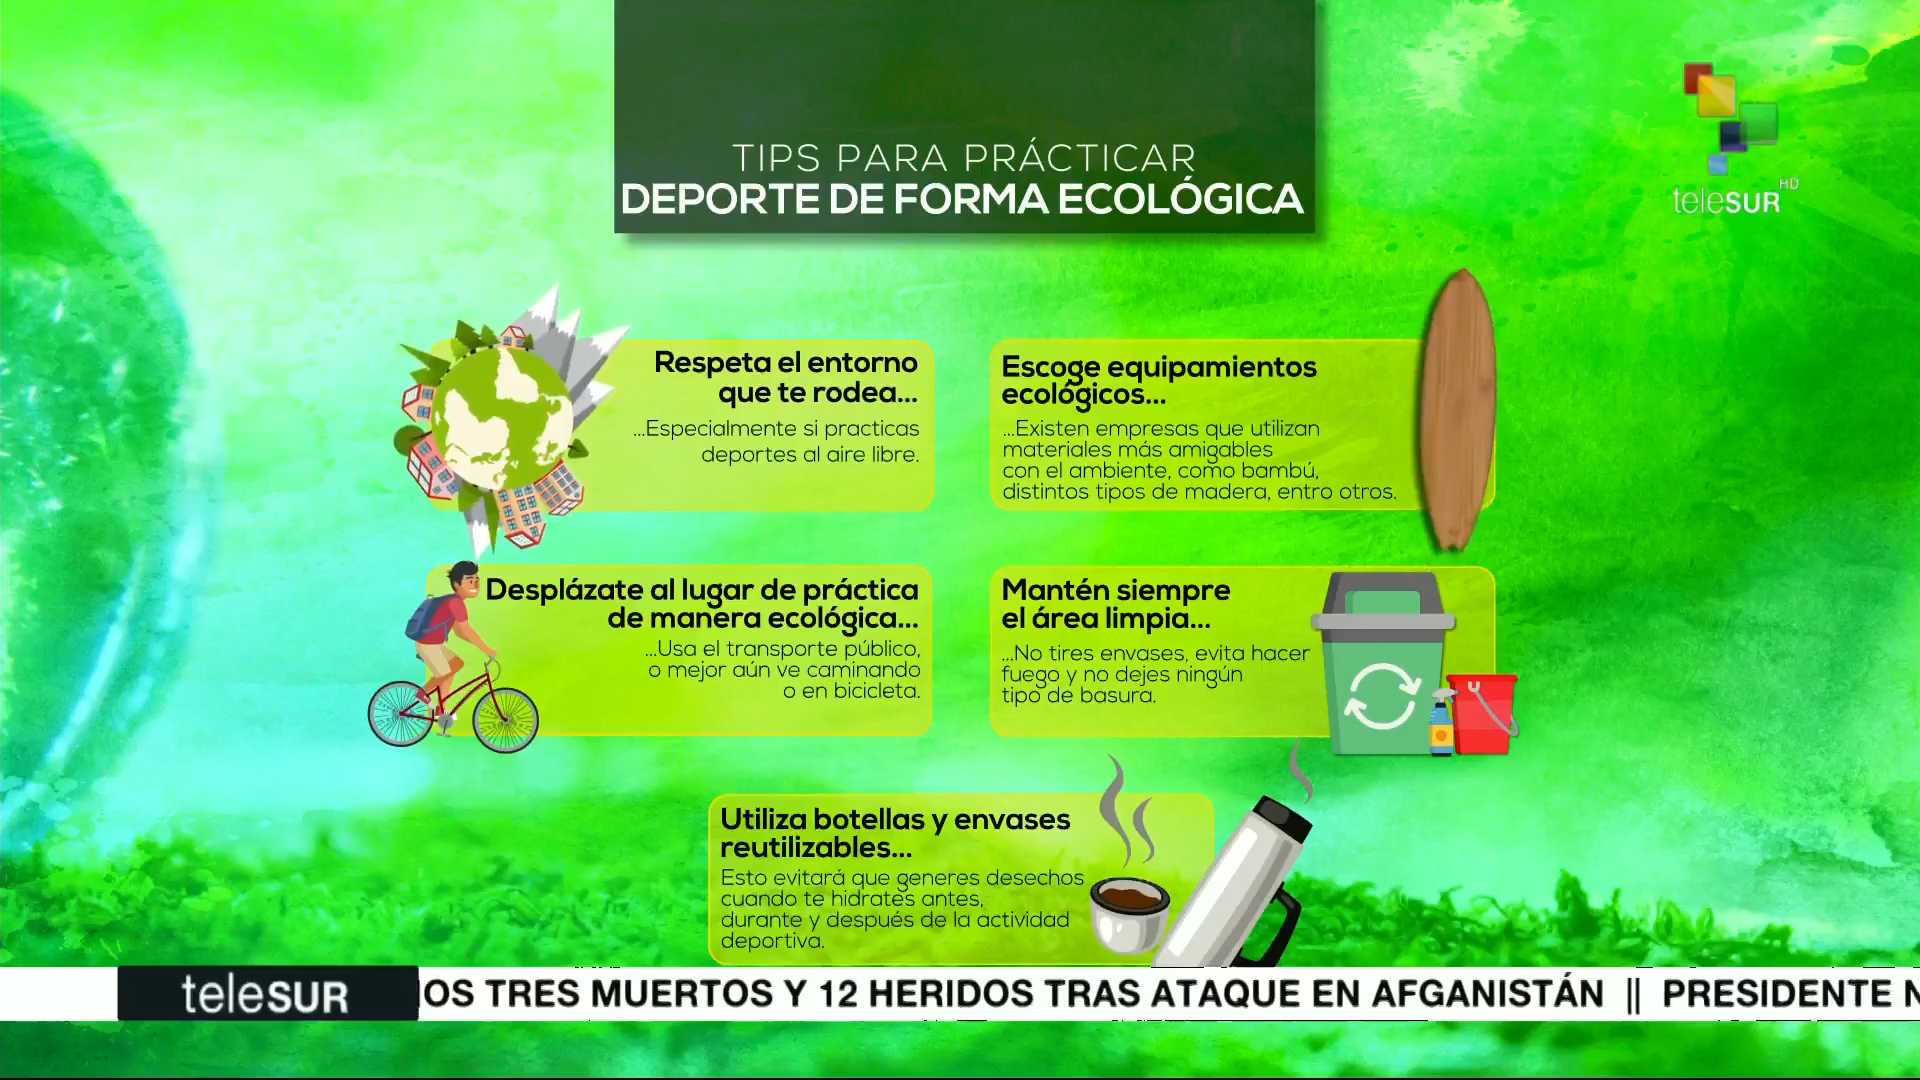 TIPS PARA PRÁCTICAR
DEPORTE DE FORMA ECOLÓGICA
teleSUR HD
Respeta el entorno
que te rodea...
...Especialmente si practicas
deportes al aire libre.
Escoge equipamientos
ecológicos...
...Existen empresas que utilizan
materiales más amigables
con el ambiente, como bambú,
distintos tipos de madera, entro otros.
Desplázate al lugar de práctica
de manera ecológica...
...Usa el transporte público,
o mejor aún ve caminando
o en bicicleta.
Mantén siempre
el área limpia...
...No tires envases, evita hacer
fuego y no dejes ningún
tipo de basura.
Utiliza botellas y envases
reutilizables...
Esto evitará que generes desechos
cuando te hidrates antes,
durante y después de la actividad
deportiva.
teleSUR
OS TRES MUERTOS Y 12 HERIDOS TRAS ATAQUE EN AFGANISTÁN || PRESIDENTE